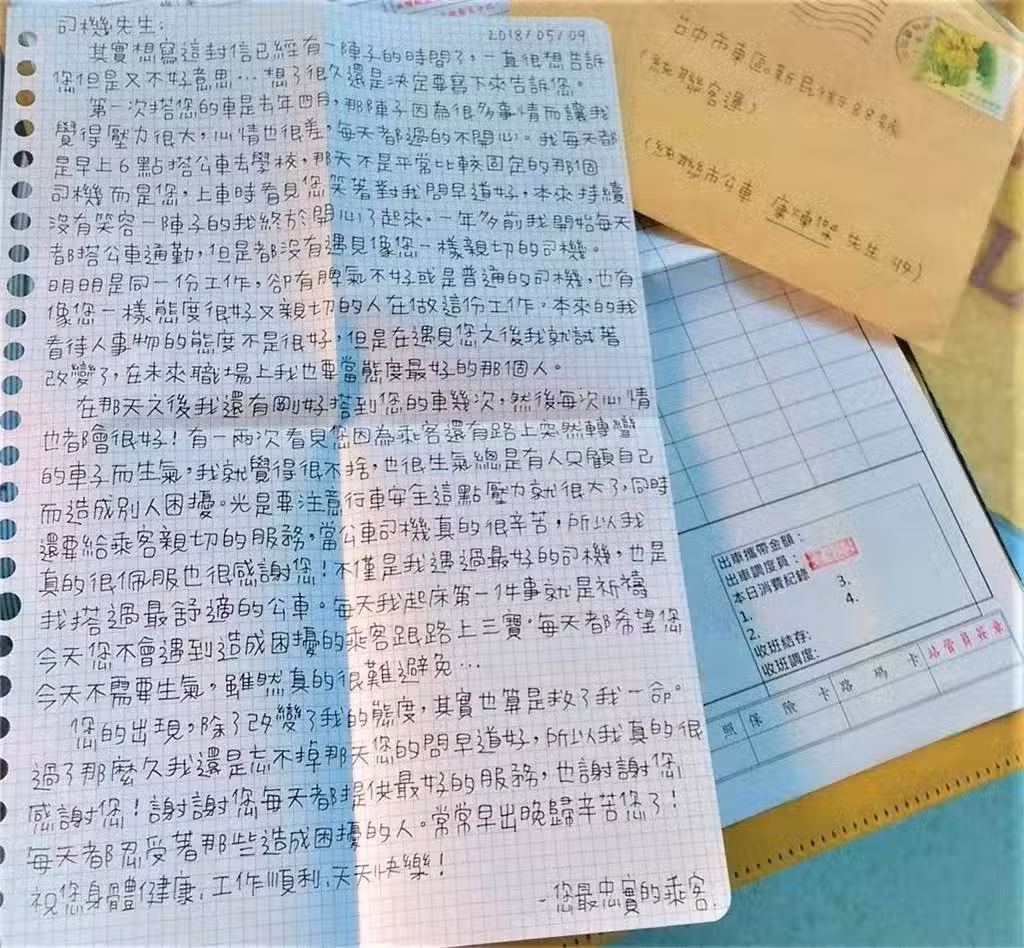 司機先生:
2018/05/09.
其實想寫這封信已經有一陣子的時間了,一直很想告訴
您但是又不好意思…想了很久還是決定要寫下來告訴您。
第一次搭您的車是去年四月,那陣子因為很多事情而讓我
覺得壓力很大,心情也很差,每天都過的不開心。我每天都
是早上6點搭公車去學校,那天不是平常比較固定的那個
司機而是您,上車時看見您笑著對我問早道好,本來持續
沒有笑容一陣子的我終於開心了起來。一年多前我開始每天
都搭公車通勤,但是都沒有遇見像您一樣親切的司機。
明明是同一份工作,卻有脾氣不好或是普通的司機,也有
像您一樣態度很好又親切的人在做這份工作。本來的我
看待人事物的態度不是很好,但是在遇見您之後我就試著
改變了,在未來職場上我也要當態度最好的那個人。
在那天之後我還有剛好搭到您的車幾次,然後每次心情
也都會很好!有一兩次看見您因為乘客還有路上突然轉彎
的車子而生氣,我就覺得很不捨,也很生氣總是有人只顧自己
而造成別人困擾。光是要注意行車安全這點壓力就很大了,同時
還要給乘客親切的服務,當公車司機真的很辛苦,所以我
真的很佩服也很感謝您!不僅是我遇過最好的司機,也是
我搭過最舒適的公車。每天我起床第一件事就是祈禱
今天您不會遇到造成困擾的乘客跟路上三寶,每天都希望您
今天不需要生氣,雖然真的很難避免…
您的出現,除了改變了我的態度,其實也算是救了我一命。
過了那麼久我還是忘不掉那天您的問早道好,所以我真的很
感謝您!謝謝您每天都提供最好的服務,也謝謝您
每天都忍受著那些造成困擾的人。常常早出晚歸辛苦您了!
祝您身體健康,工作順利,天天快樂!
-您最忠實的乘客.
台中市東區新民街88號
(統聯客運)
(統聯市公車 先生 收)
出車攜帶金額:
出車調度員:
本日消費紀錄
1.
3.
2.
4.
收班結存:
收班調度:
站管員簽章
照 保 險 卡 路 碼 卡